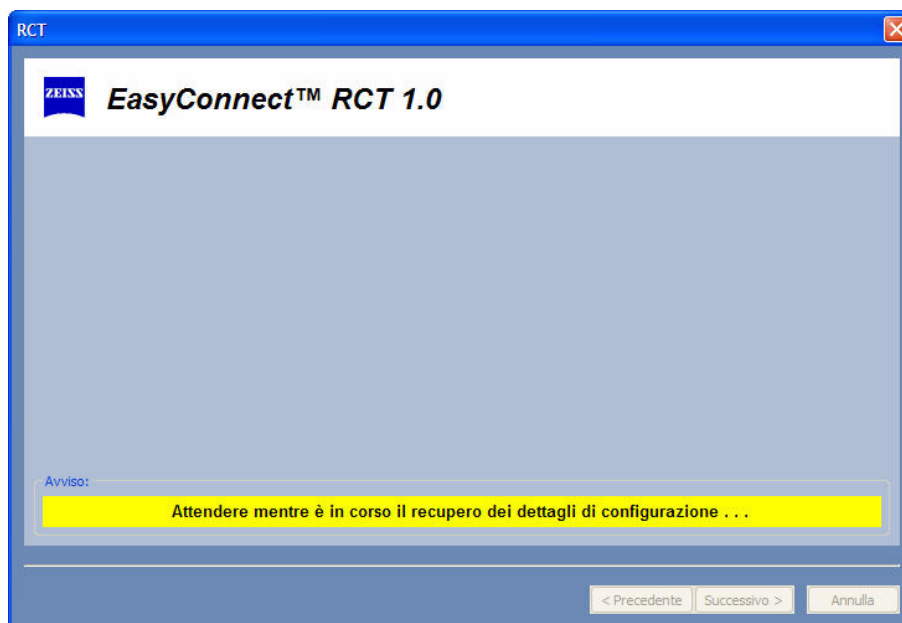 RCT
ZEISS
EasyConnect™ RCT 1.0
Avviso:
Attendere mentre è in corso il recupero dei dettagli di configurazione . . .
< Precedente Successivo > Annulla